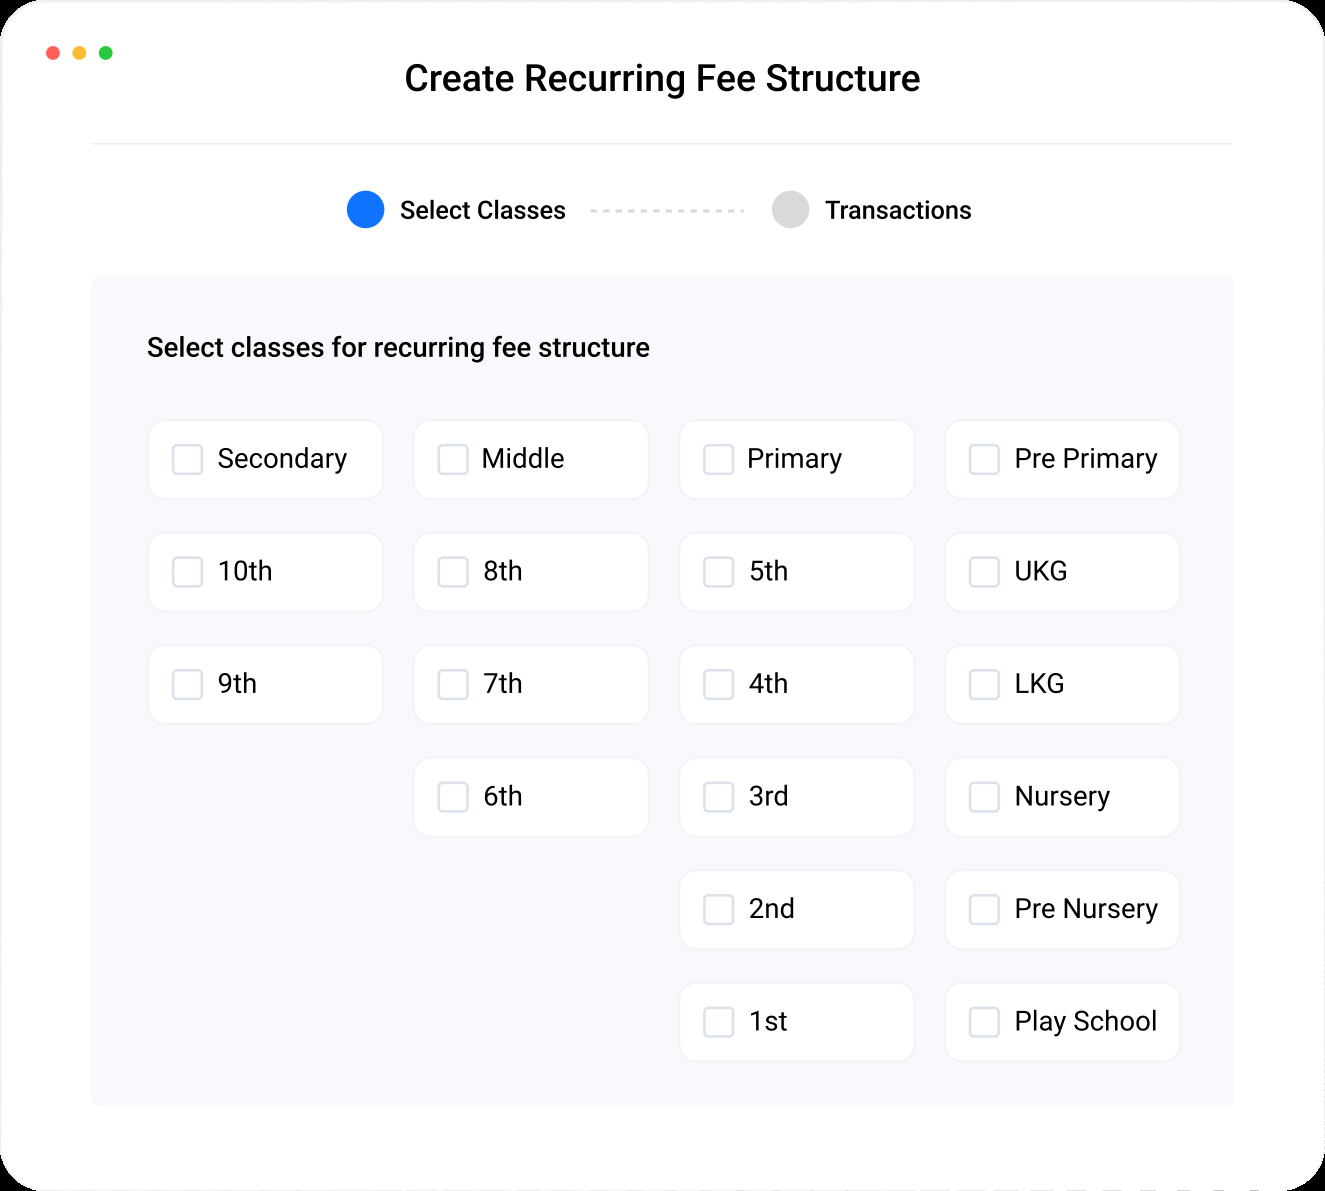 Create Recurring Fee Structure
Select Classes
Transactions
Select classes for recurring fee structure
Secondary
Middle
Primary
Pre Primary
10th
8th
5th
UKG
9th
7th
4th
LKG
6th
3rd
Nursery
2nd
Pre Nursery
1st
Play School